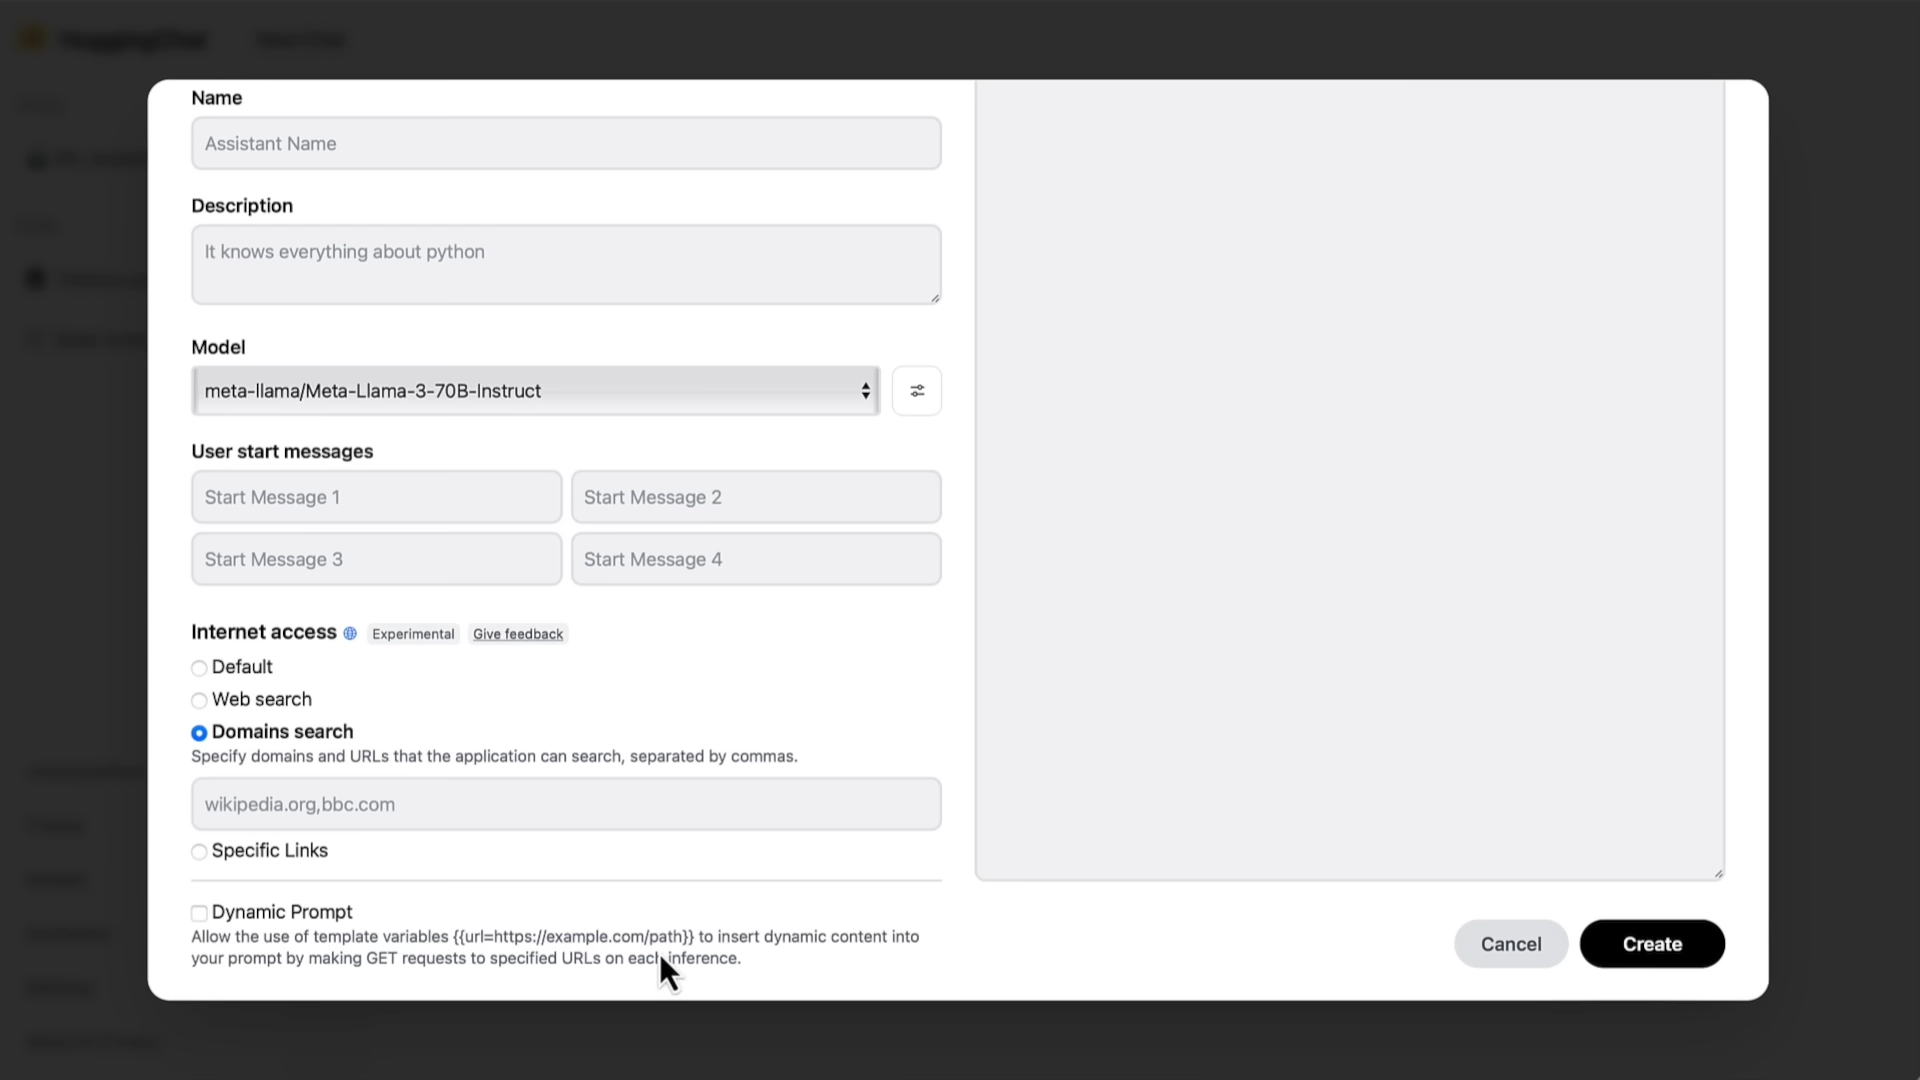 HuggingChat
Name
Assistant Name
Description
It knows everything about python
Model
meta-llama/Meta-Llama-3-70B-Instruct
User start messages
Start Message 1
Start Message 2
Start Message 3
Start Message 4
Internet access
Experimental
Give feedback
Default
Web search
Domains search
Specify domains and URLs that the application can search, separated by commas.
wikipedia.org,bbc.com
Specific Links
Dynamic Prompt
Allow the use of template variables {{url=https://example.com/path}} to insert dynamic content into
your prompt by making GET requests to specified URLs on each inference.
Cancel
Create